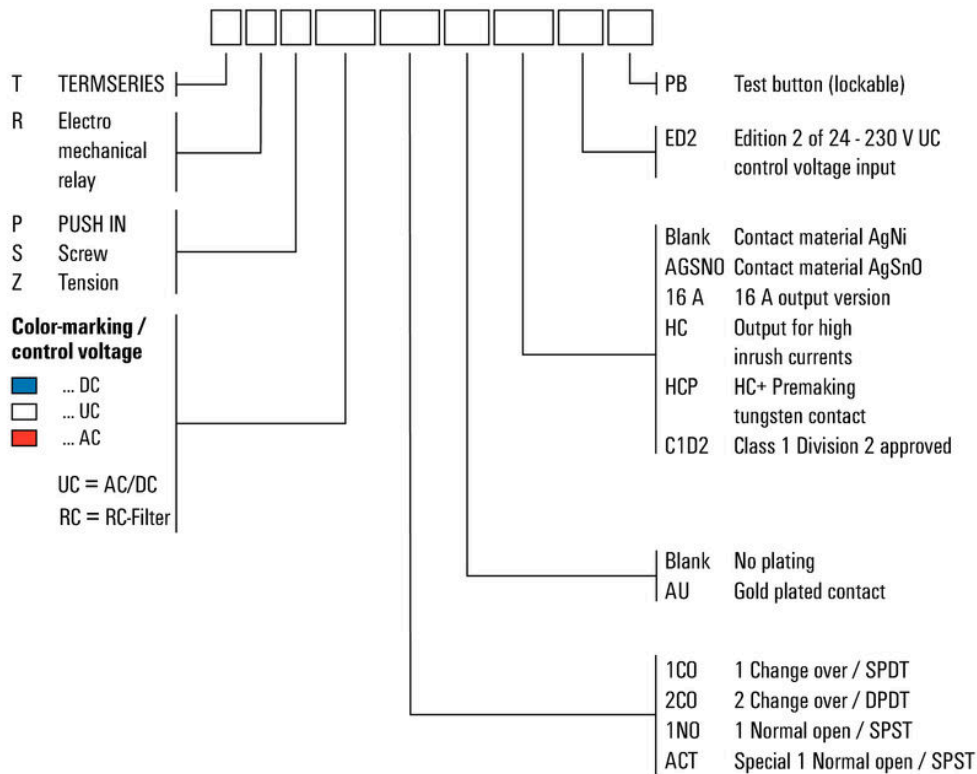 T TERMSERIES
R Electro
mechanical
relay
P PUSH IN
S Screw
Z Tension
Color-marking /
control voltage
... DC
... UC
... AC
UC = AC/DC
RC = RC-Filter
PB Test button (lockable)
ED2 Edition 2 of 24 - 230 V UC
control voltage input
Blank Contact material AgNi
AGSNO Contact material AgSnO
16 A 16 A output version
HC Output for high
inrush currents
HCP HC+ Premaking
tungsten contact
C1D2 Class 1 Division 2 approved
Blank No plating
AU Gold plated contact
1CO 1 Change over / SPDT
2CO 2 Change over / DPDT
1NO 1 Normal open / SPST
ACT Special 1 Normal open / SPST